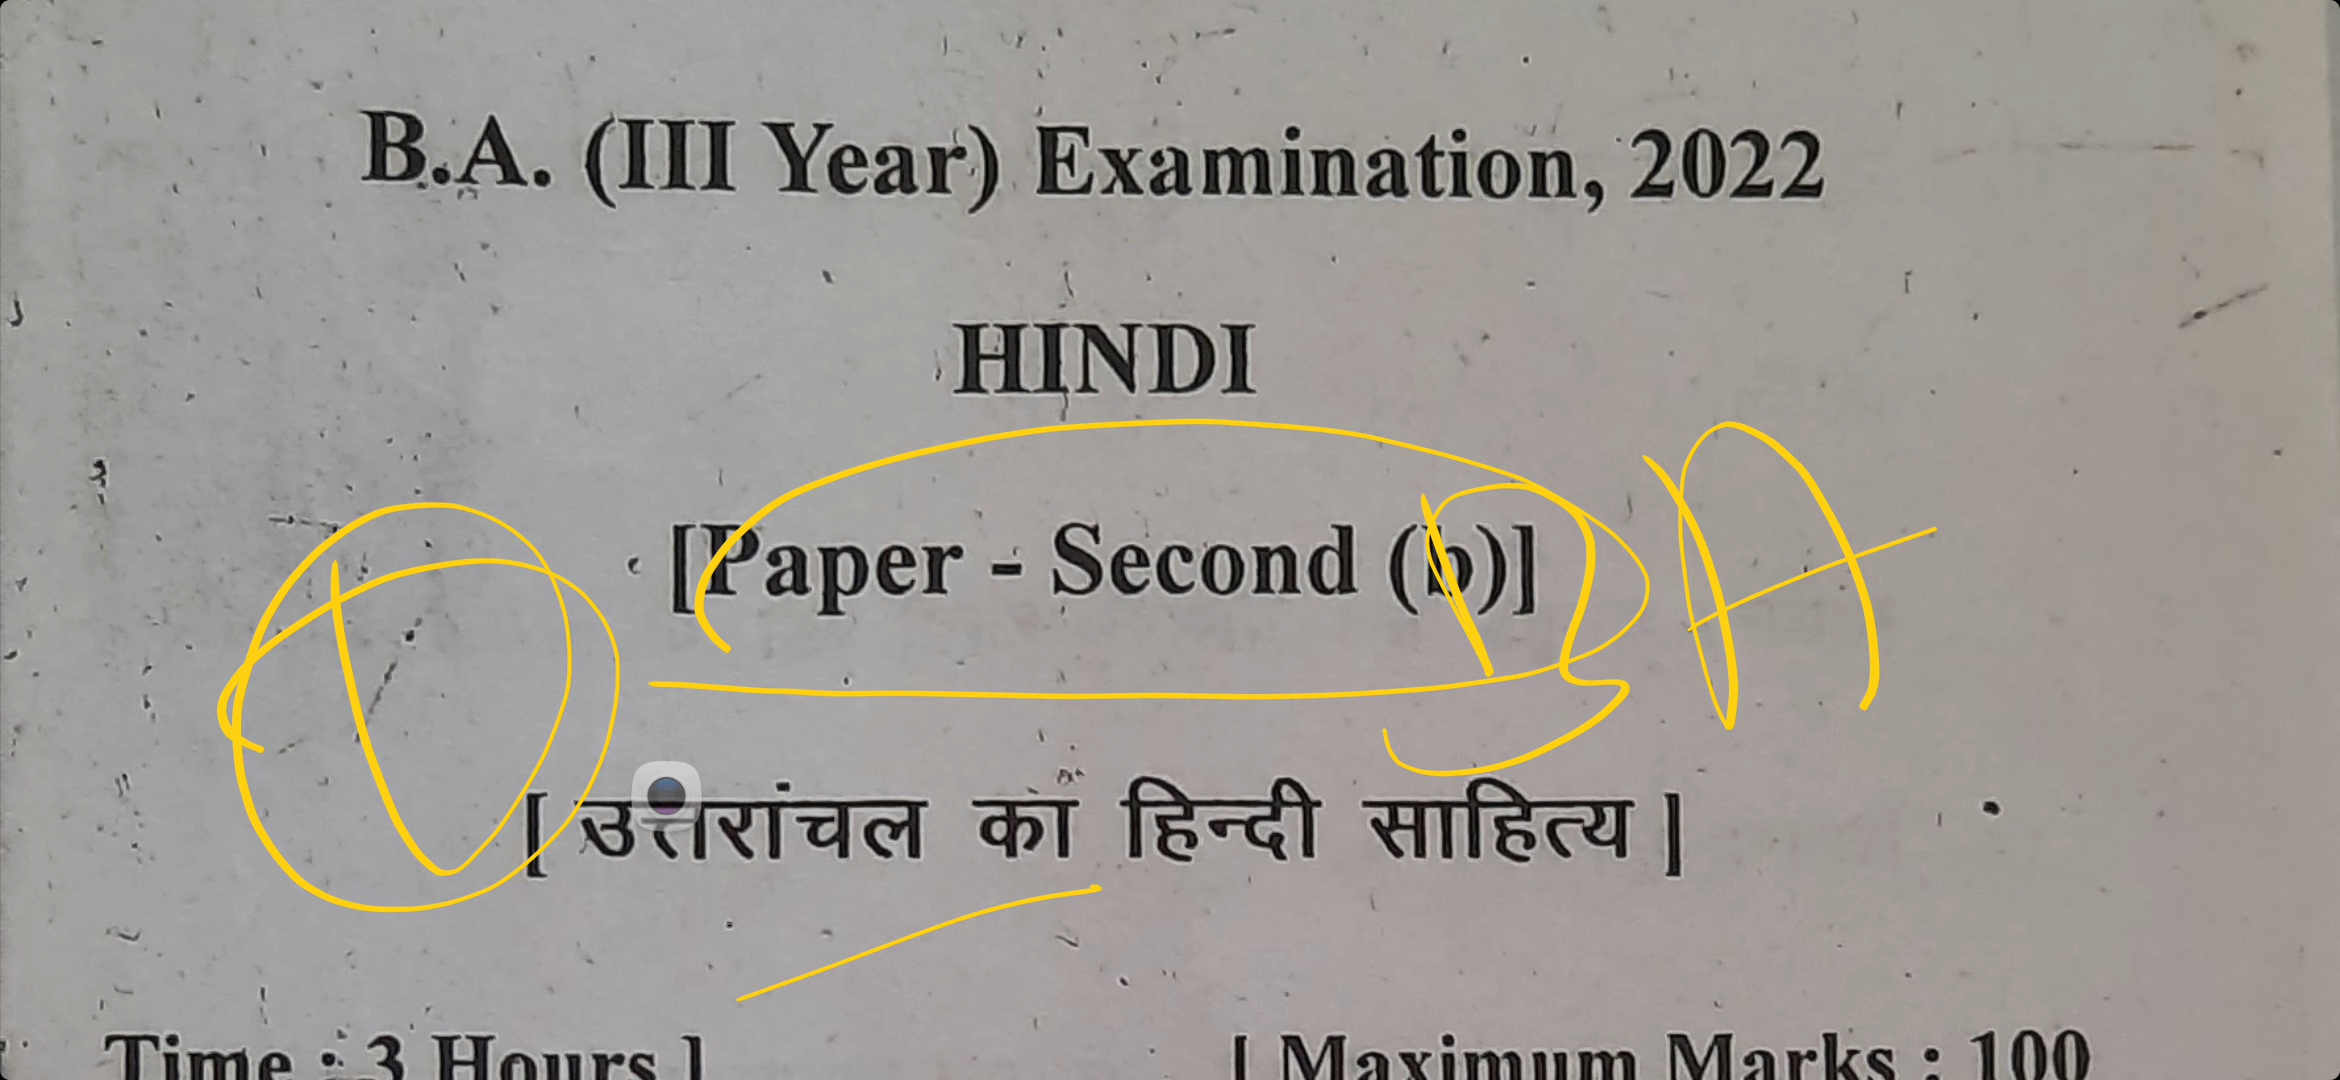 B.A. (III Year) Examination, 2022
HINDI
[Paper - Second (b)]
B A
[ उत्तरांचल का हिन्दी साहित्य ]
Time : 3 Hours ]
[ Maximum Marks : 100